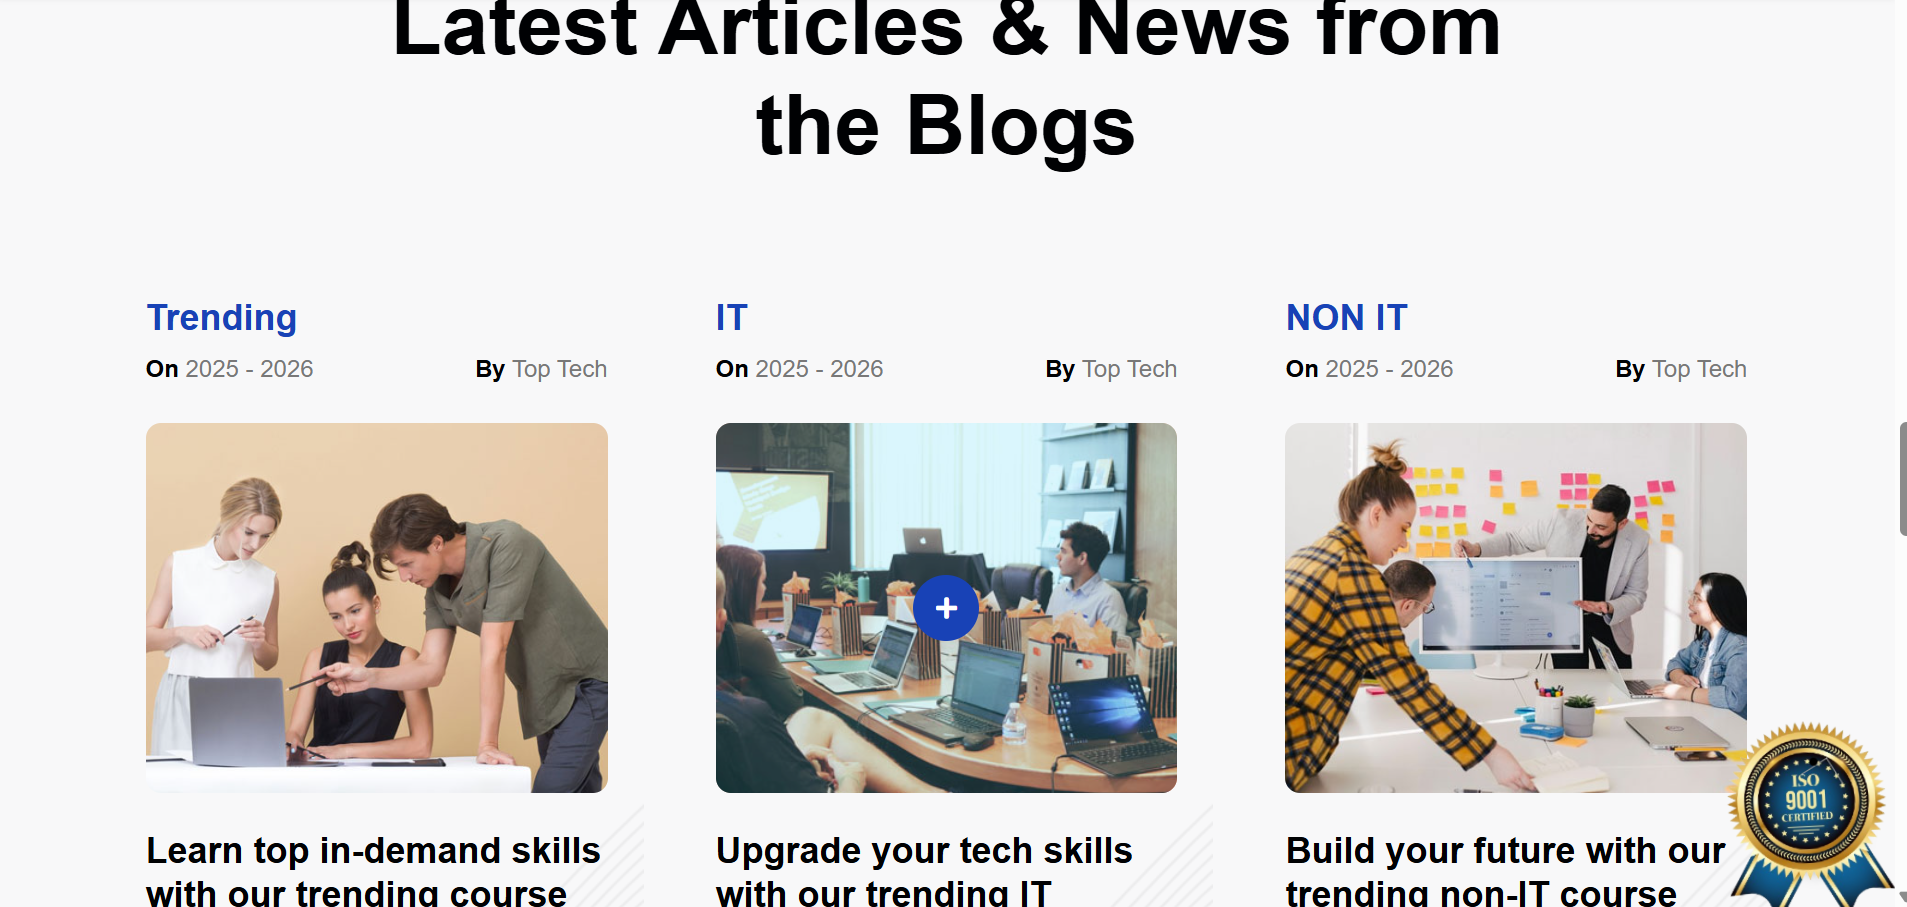 Latest Articles & News from
the Blogs
Trending
On 2025 - 2026 By Top Tech
IT
On 2025 - 2026 By Top Tech
NON IT
On 2025 - 2026 By Top Tech
Learn top in-demand skills
with our trending course
Upgrade your tech skills
with our trending IT
Build your future with our
trending non-IT course
ISO
9001
CERTIFIED